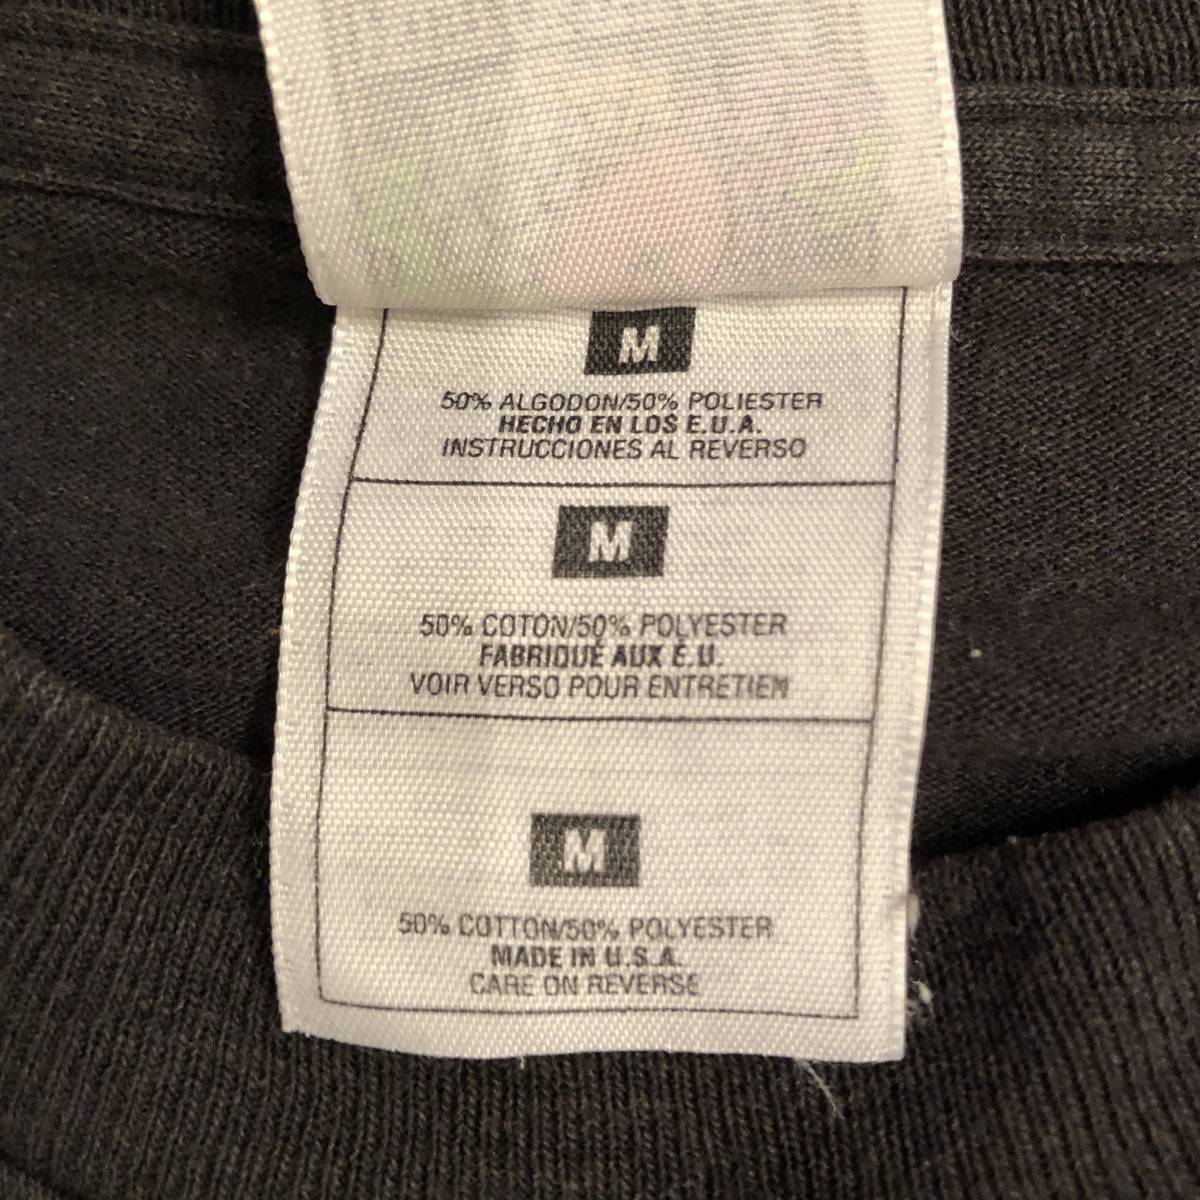 M
50% ALGODON/50% POLIESTER
HECHO EN LOS E.U.A.
INSTRUCCIONES AL REVERSO
M
50% COTON/50% POLYESTER
FABRIQUÉ AUX É.U.
VOIR VERSO POUR ENTRETIEM
M
50% COTTON/50% POLYESTER
MADE IN U.S.A.
CARE ON REVERSE